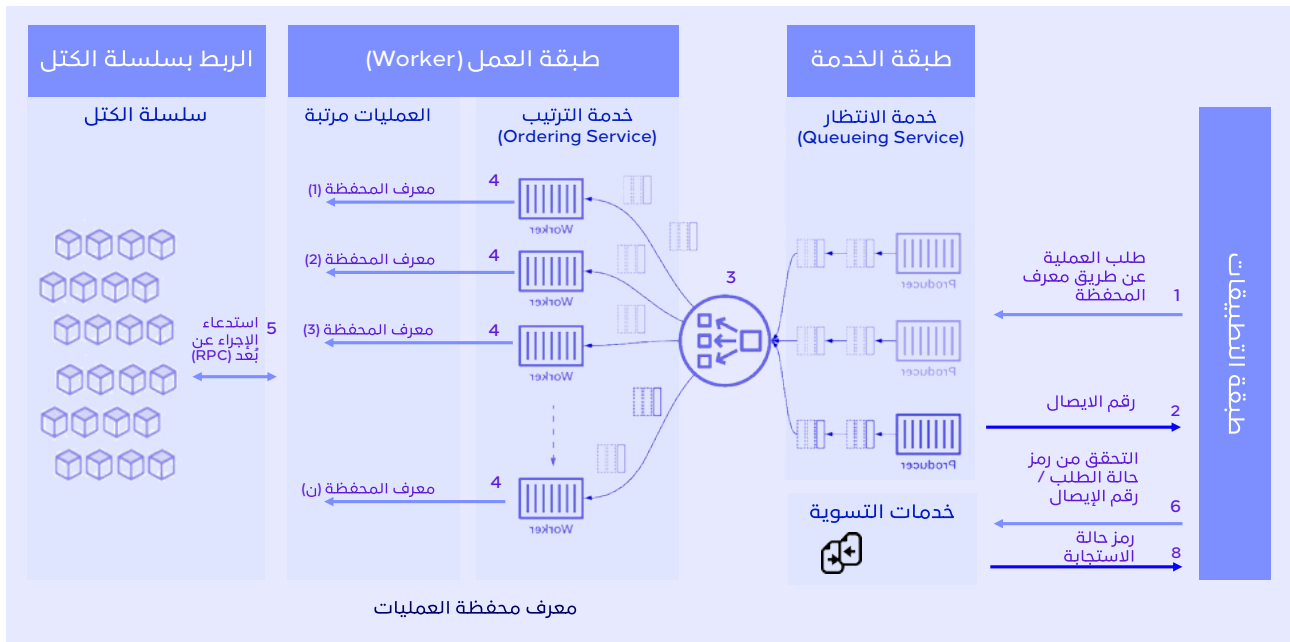 طبقة التطبيقات
طبقة الخدمة
طبقة العمل (Worker)
الربط بسلسلة الكتل
خدمة الانتظار
(Queueing Service)
خدمة الترتيب
(Ordering Service)
العمليات مرتبة
سلسلة الكتل
طلب العملية
عن طريق معرف
المحفظة
1
رقم الايصال
2
التحقق من رمز
حالة الطلب /
رقم الإيصال
6
رمز حالة
الاستجابة
8
Producer
Producer
Producer
خدمات التسوية
3
4
Worker
معرف المحفظة (1)
4
Worker
معرف المحفظة (2)
4
Worker
معرف المحفظة (3)
4
Worker
معرف المحفظة (ن)
5
استدعاء
الإجراء عن
بُعد (RPC)
معرف محفظة العمليات